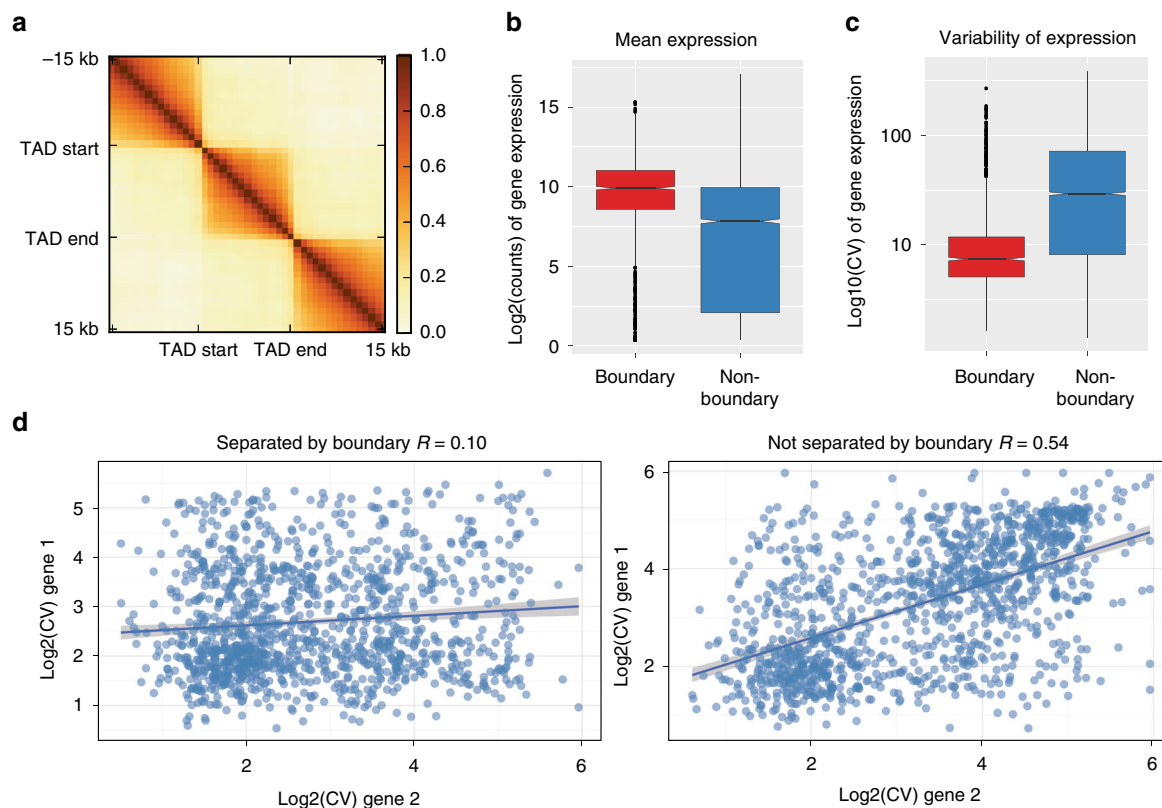 a
−15 kb
TAD start
TAD end
15 kb
TAD start
TAD end
15 kb
1.0
0.8
0.6
0.4
0.2
0.0
b
Mean expression
Log2(counts) of gene expression
15
10
5
0
Boundary
Non-
boundary
c
Variability of expression
Log10(CV) of gene expression
100
10
Boundary
Non-
boundary
d
Separated by boundary R = 0.10
Log2(CV) gene 1
5
4
3
2
1
2
4
6
Log2(CV) gene 2
Not separated by boundary R = 0.54
Log2(CV) gene 1
6
4
2
2
4
6
Log2(CV) gene 2